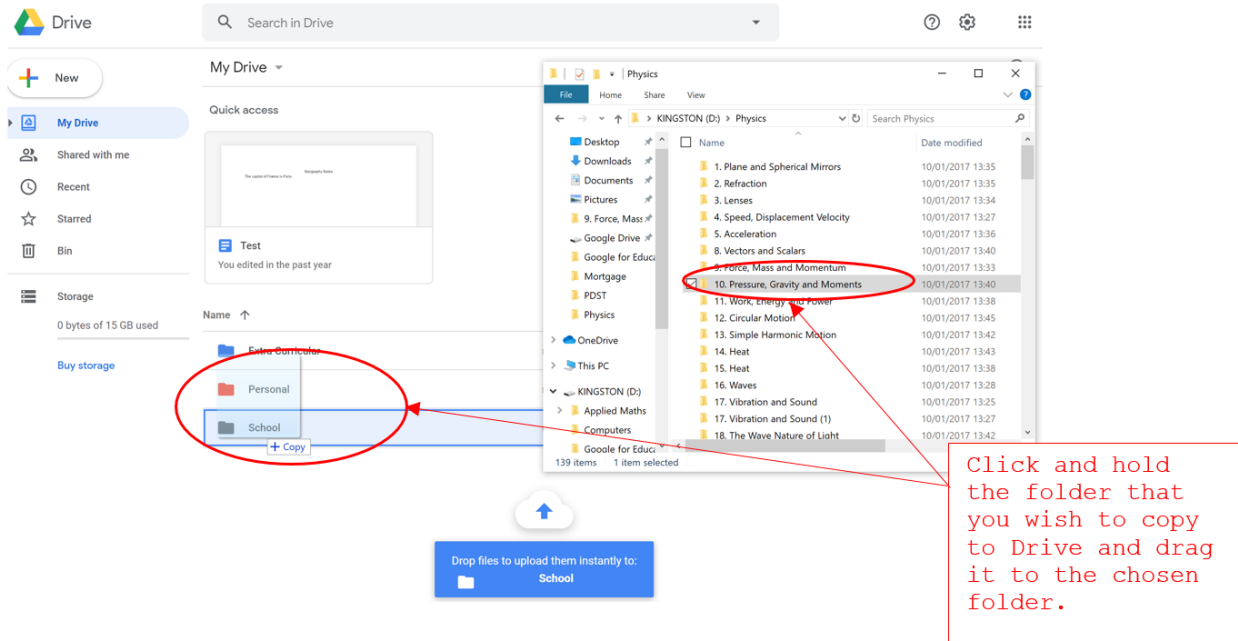 Drive
Search in Drive
New
My Drive
Shared with me
Recent
Starred
Bin
Storage
0 bytes of 15 GB used
Buy storage
My Drive
Quick access
The capital of France is Paris
Geography Notes
Test
You edited in the past year
Name
Extra Curricular
Personal
School
+ Copy
Drop files to upload them instantly to:
School
Physics
File Home Share View
KINGSTON (D:) > Physics
Search Physics
Desktop
Downloads
Documents
Pictures
9. Force, Mass
Google Drive
Google for Educa
Mortgage
PDST
Physics
OneDrive
This PC
KINGSTON (D:)
Applied Maths
Computers
Google for Educa
Name Date modified
1. Plane and Spherical Mirrors 10/01/2017 13:35
2. Refraction 10/01/2017 13:35
3. Lenses 10/01/2017 13:34
4. Speed, Displacement Velocity 10/01/2017 13:27
5. Acceleration 10/01/2017 13:36
8. Vectors and Scalars 10/01/2017 13:40
9. Force, Mass and Momentum 10/01/2017 13:33
10. Pressure, Gravity and Moments 10/01/2017 13:40
11. Work, Energy and Power 10/01/2017 13:38
12. Circular Motion 10/01/2017 13:45
13. Simple Harmonic Motion 10/01/2017 13:42
14. Heat 10/01/2017 13:43
15. Heat 10/01/2017 13:38
16. Waves 10/01/2017 13:28
17. Vibration and Sound 10/01/2017 13:25
17. Vibration and Sound (1) 10/01/2017 13:27
18. The Wave Nature of Light 10/01/2017 13:42
139 items 1 item selected
Click and hold
the folder that
you wish to copy
to Drive and drag
it to the chosen
folder.